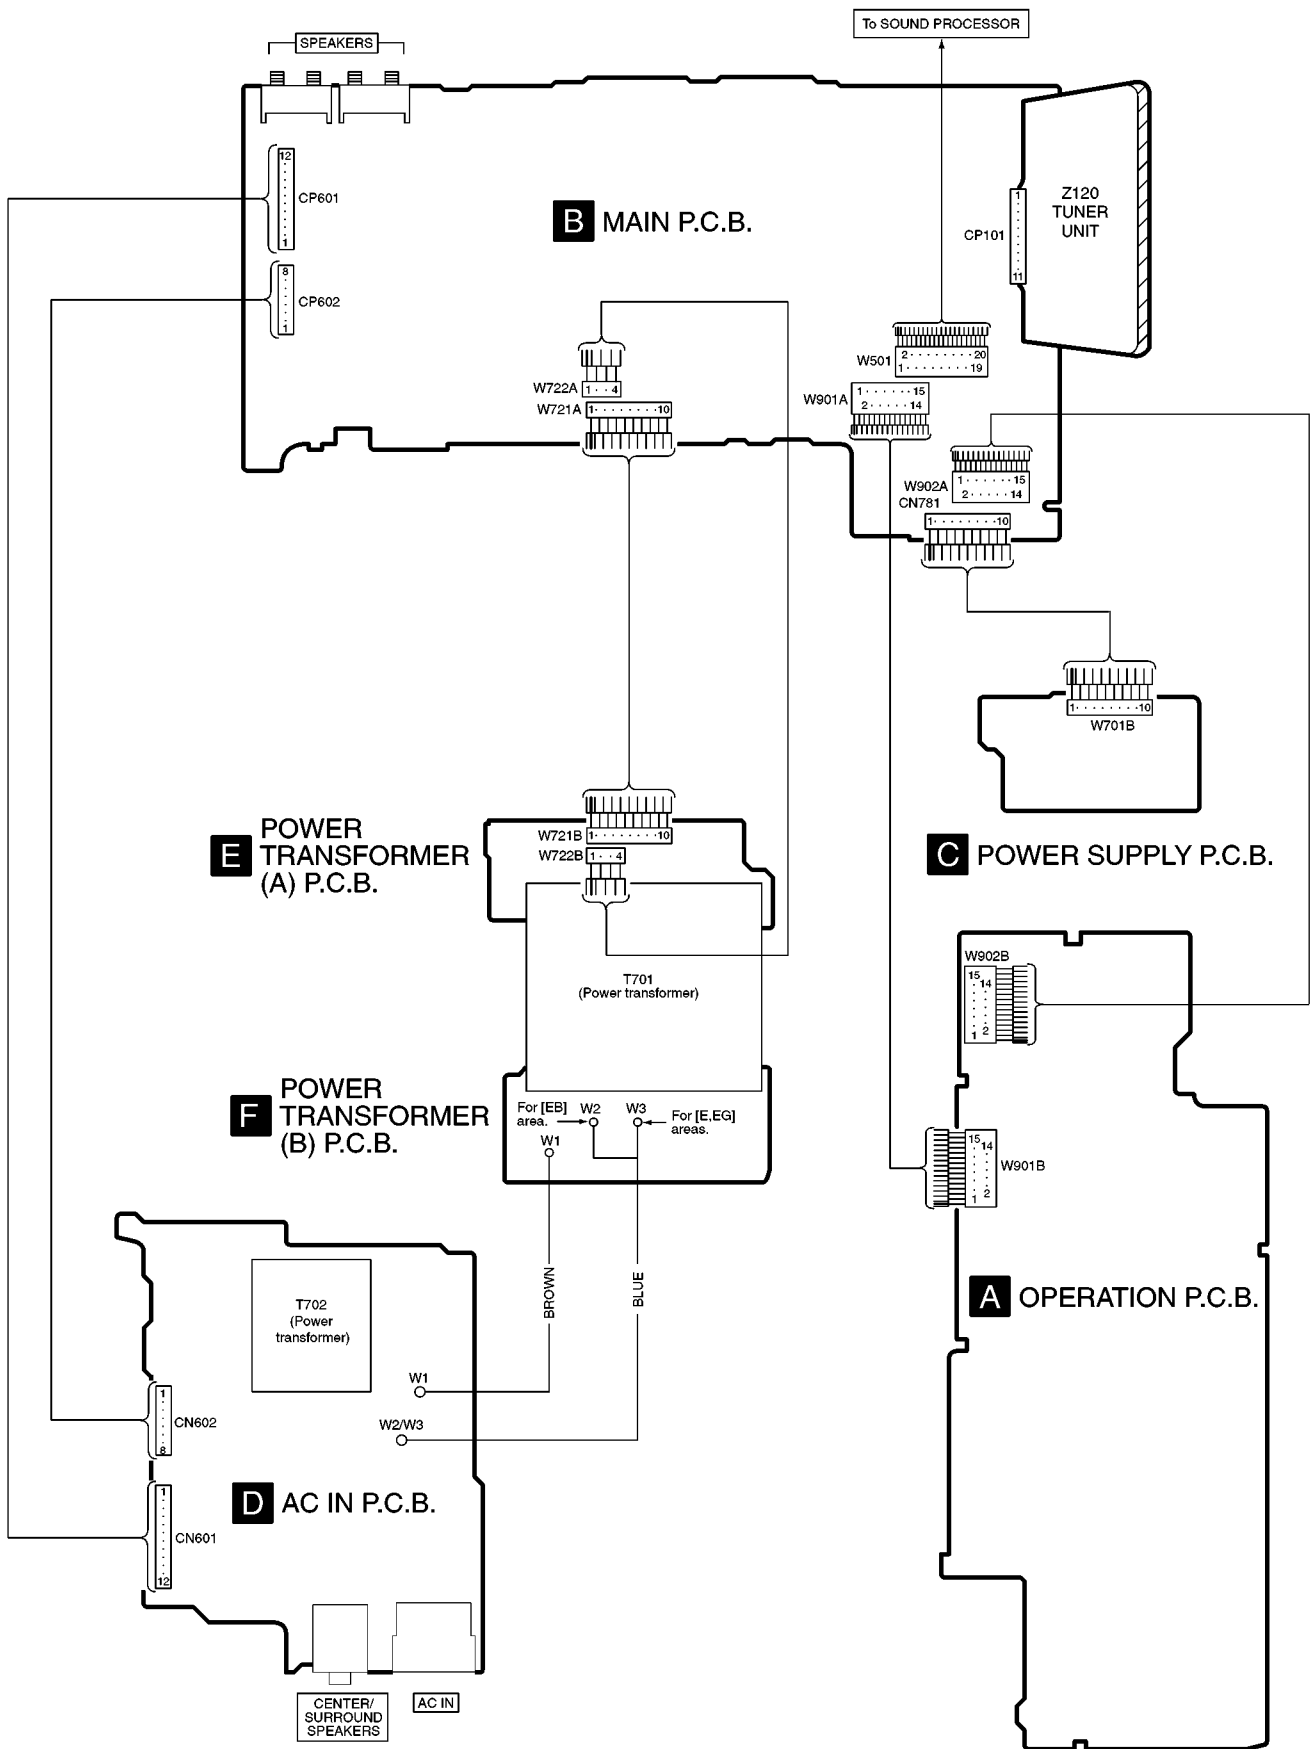 To SOUND PROCESSOR
SPEAKERS
12
CP601
1
8
CP602
1
B MAIN P.C.B.
Z120
TUNER
UNIT
1
CP101
11
W501
2 · · · · · · · · 20
1 · · · · · · · · 19
W722A
1 · · 4
W721A
1 · · · · · · · · 10
W901A
1 · · · · · · 15
2 · · · · · 14
W902A
1 · · · · · · 15
2 · · · · · 14
CN781
1 · · · · · · · · 10
1 · · · · · · · · 10
W701B
C POWER SUPPLY P.C.B.
E POWER
TRANSFORMER
(A) P.C.B.
W721B
1 · · · · · · · · 10
W722B
1 · · 4
T701
(Power transformer)
W902B
15
14
1
2
F POWER
TRANSFORMER
(B) P.C.B.
For [EB]
area.
W2
W3
For [E,EG]
areas.
W1
15
14
1
2
W901B
BROWN
BLUE
A OPERATION P.C.B.
T702
(Power
transformer)
W1
W2/W3
1
CN602
8
D AC IN P.C.B.
1
CN601
12
CENTER/
SURROUND
SPEAKERS
AC IN